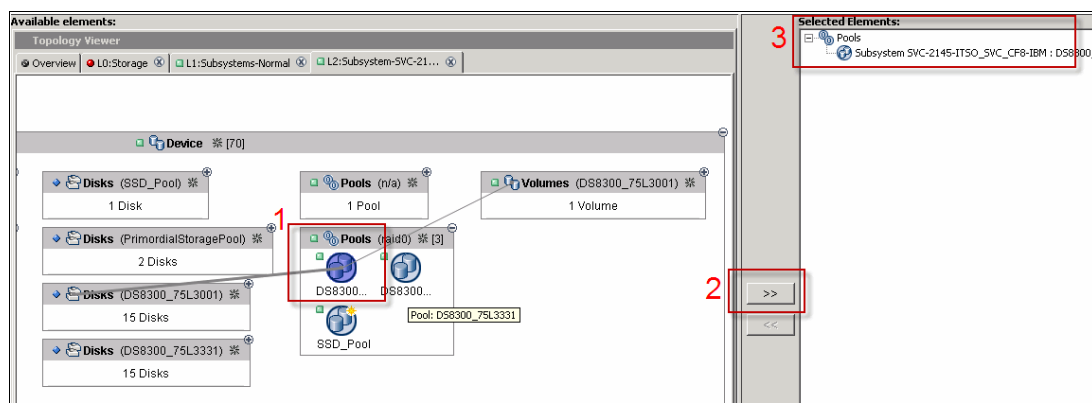 Available elements:
Topology Viewer
Overview L0:Storage L1:Subsystems-Normal L2:Subsystem-SVC-21...
Device [70]
Disks (SSD_Pool)
1 Disk
Pools (n/a)
1 Pool
Volumes (DS8300_75L3001)
1 Volume
1
Disks (PrimordialStoragePool)
2 Disks
Pools (raid0) [3]
DS8300... DS8300...
Disks (DS8300_75L3001)
15 Disks
Pool: DS8300_75L3331
SSD_Pool
Disks (DS8300_75L3331)
15 Disks
2
>>
<<
3
Selected Elements:
Pools
Subsystem SVC-2145-ITSO_SVC_CF8-IBM : DS8300_